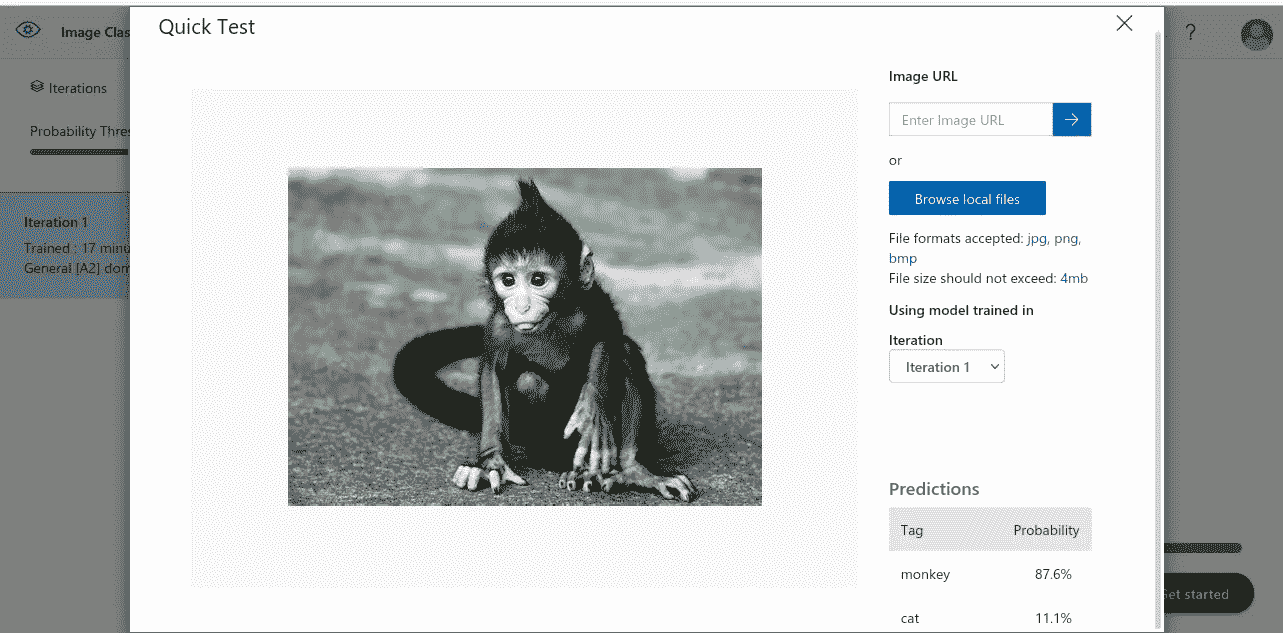 Image Clas
Quick Test
?
Iterations
Probability Thres
Iteration 1
Trained : 17 minu
General [A2] dom
Image URL
Enter Image URL
or
Browse local files
File formats accepted: jpg, png,
bmp
File size should not exceed: 4mb
Using model trained in
Iteration
Iteration 1
Predictions
Tag Probability
monkey 87.6%
cat 11.1%
Get started